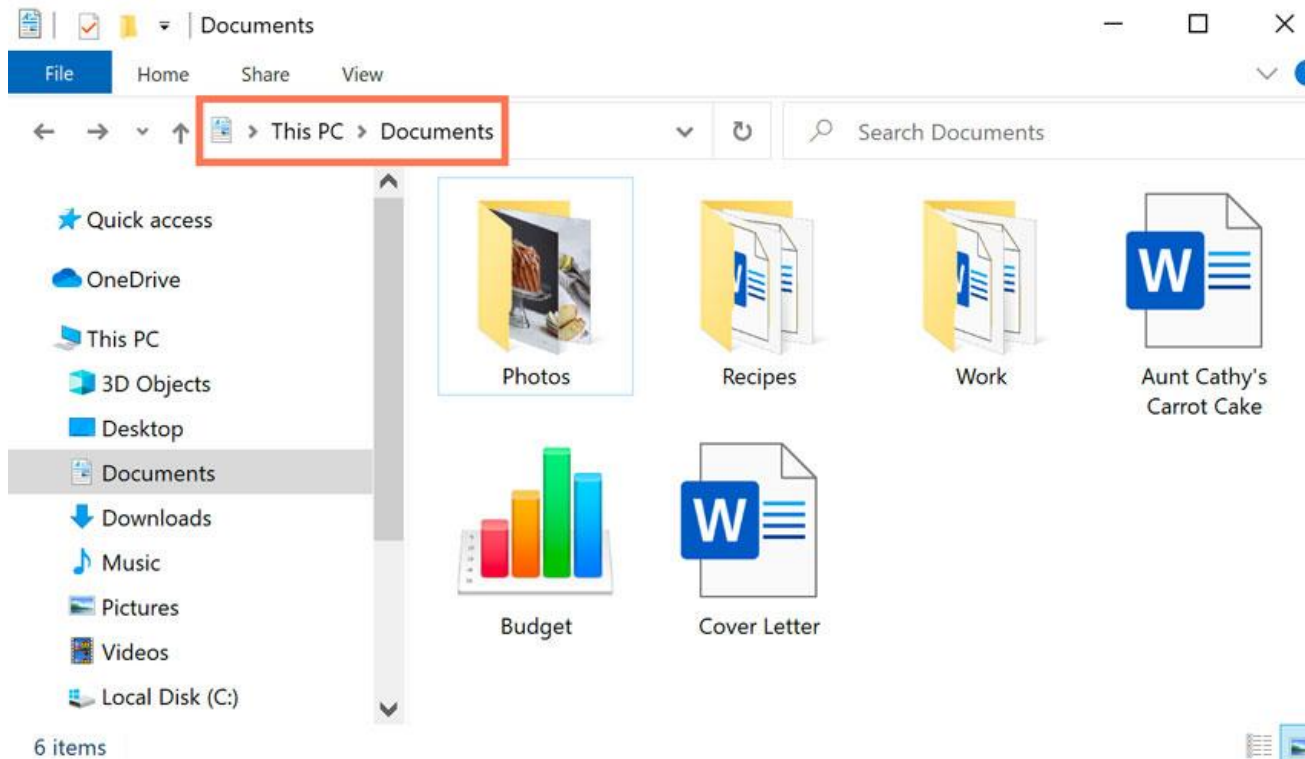 Documents
File Home Share View
This PC > Documents
Search Documents
Quick access
OneDrive
This PC
3D Objects
Desktop
Documents
Downloads
Music
Pictures
Videos
Local Disk (C:)
Photos
Recipes
Work
Aunt Cathy's
Carrot Cake
Budget
Cover Letter
6 items